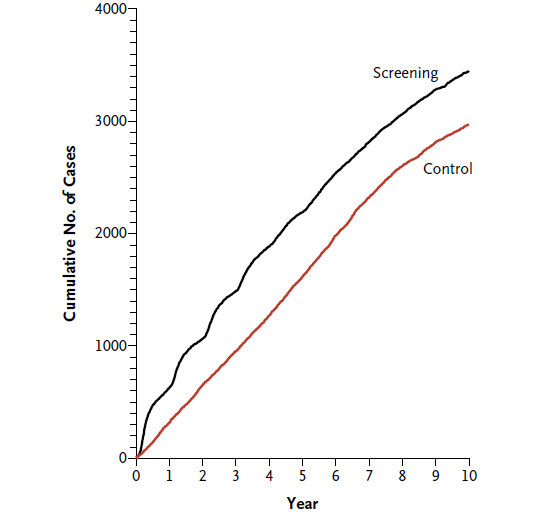 4000
Screening
3000
Control
Cumulative No. of Cases
2000
1000
0
0 1 2 3 4 5 6 7 8 9 10
Year